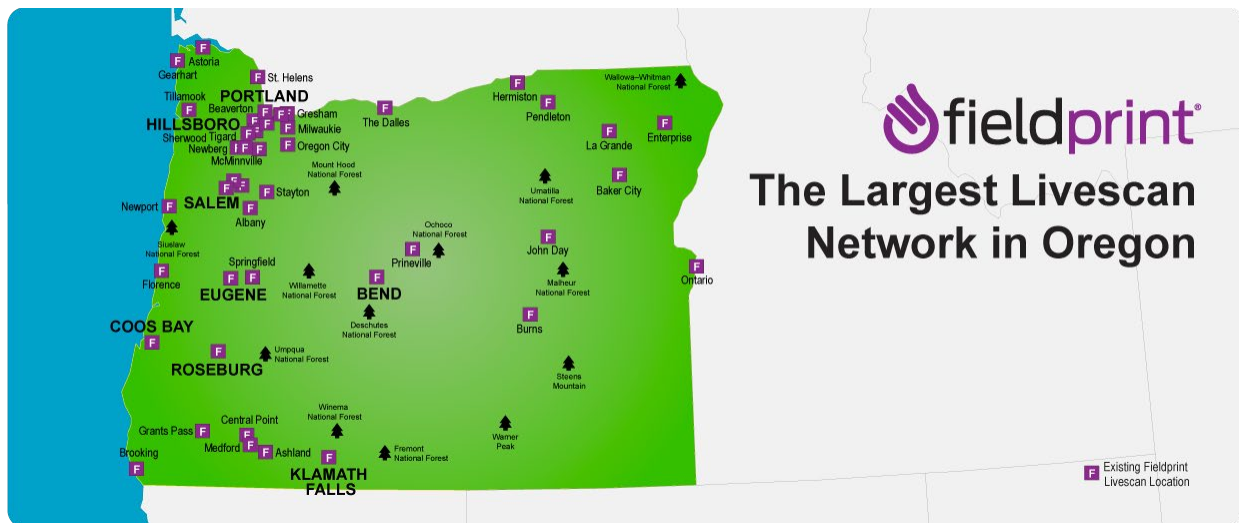 fieldprint®
The Largest Livescan
Network in Oregon
Astoria
Gearhart
St. Helens
Tillamook
PORTLAND
Beaverton
Gresham
HILLSBORO
Milwaukie
Sherwood Tigard
Oregon City
Newberg
McMinnville
The Dalles
Hermiston
Pendleton
Wallowa–Whitman
National Forest
La Grande
Enterprise
Baker City
Mount Hood
National Forest
Umatilla
National Forest
Stayton
SALEM
Newport
Albany
Siuslaw
National Forest
Ochoco
National Forest
Prineville
John Day
Malheur
National Forest
Ontario
Springfield
Florence
EUGENE
Willamette
National Forest
BEND
Deschutes
National Forest
Burns
COOS BAY
ROSEBURG
Umpqua
National Forest
Steens
Mountain
Winema
National Forest
Central Point
Grants Pass
Medford
Ashland
Fremont
National Forest
Warner
Peak
Brooking
KLAMATH
FALLS
F
Existing Fieldprint
Livescan Location